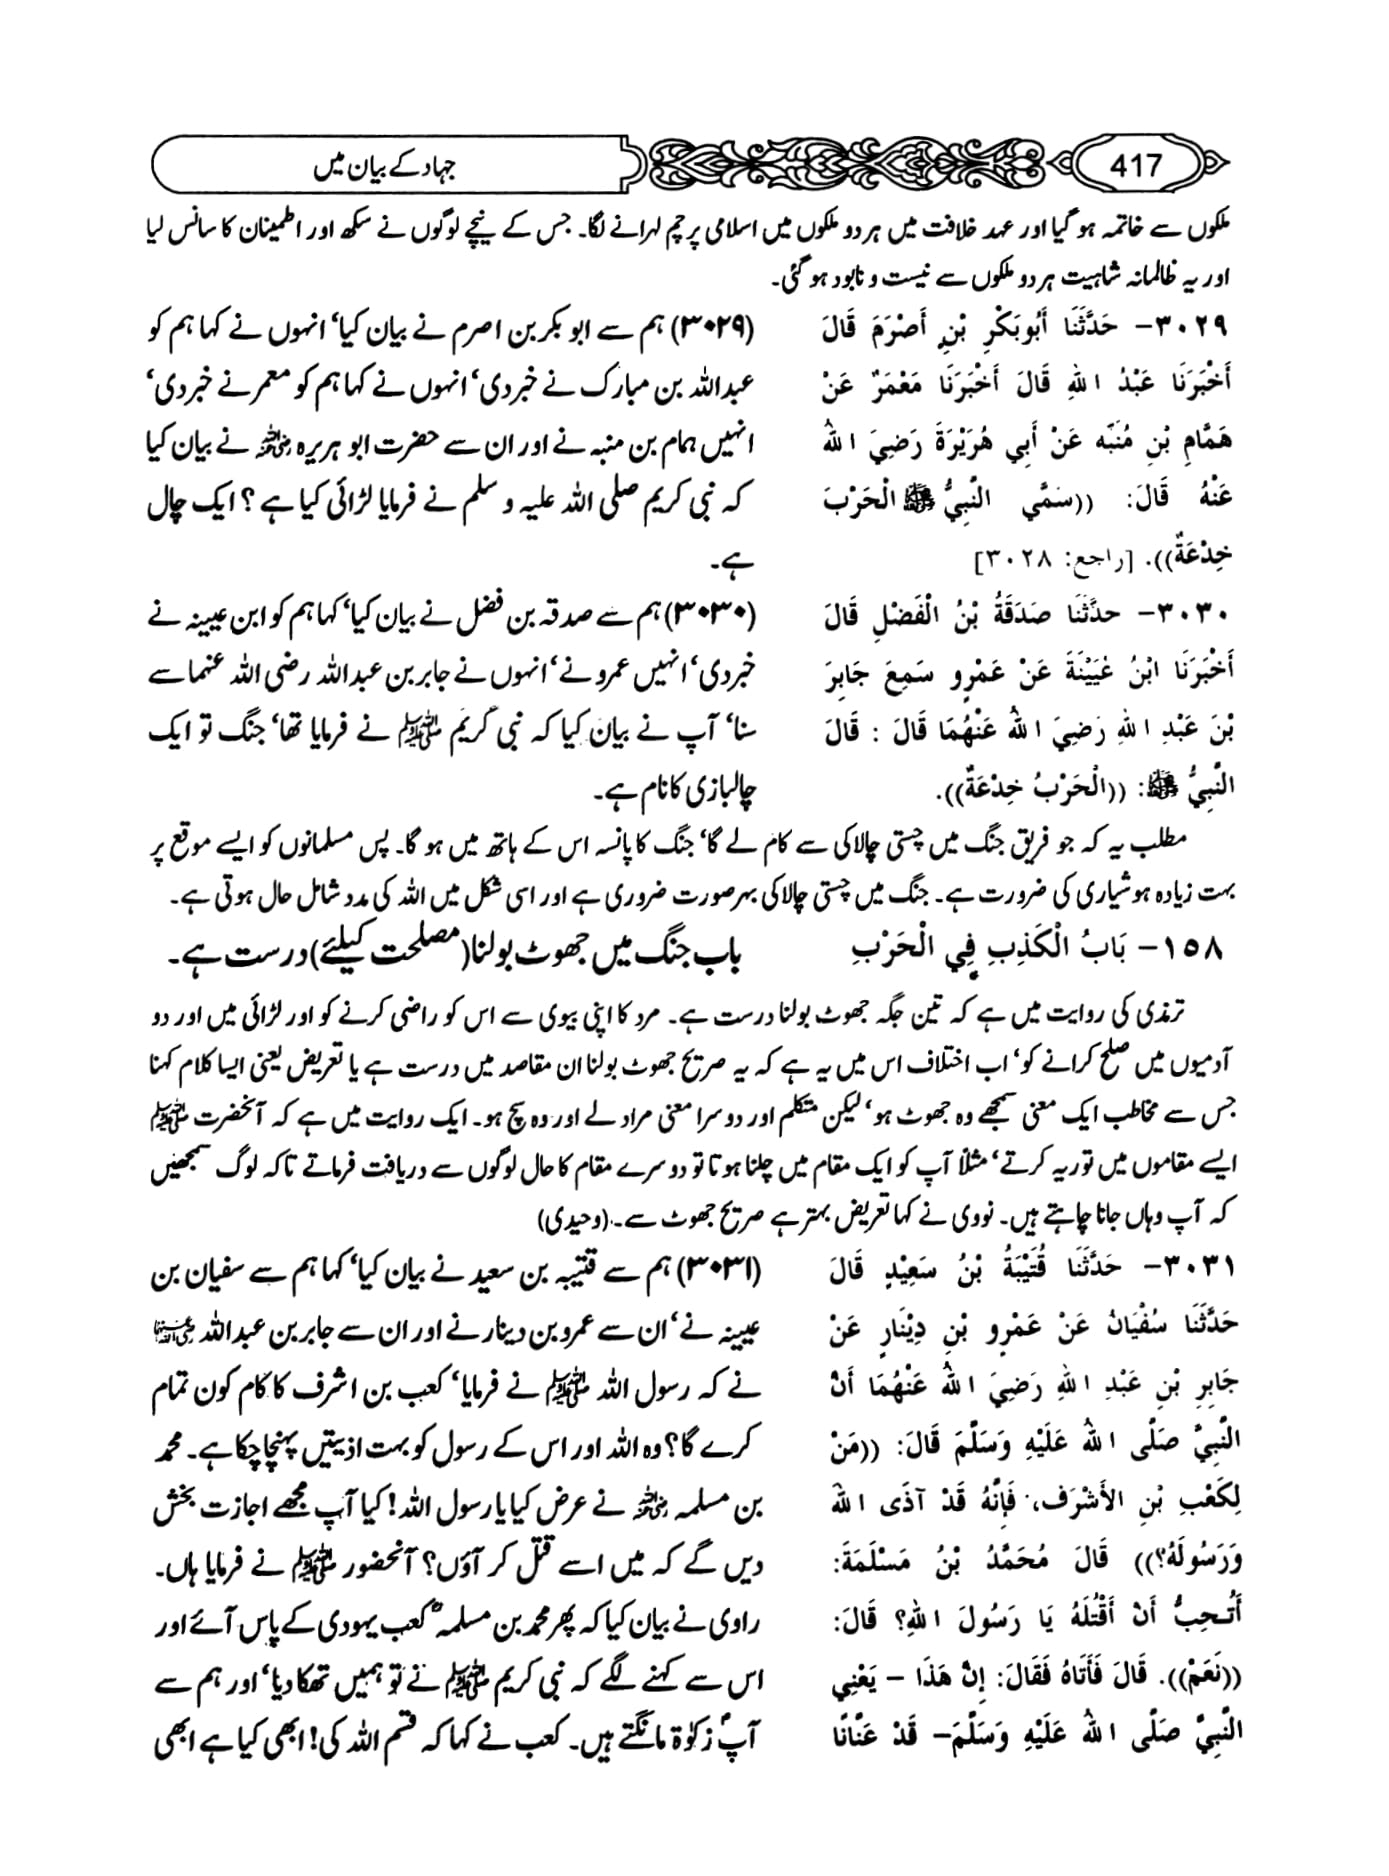 417
جہاد کے بیان میں
ملکوں سے خاتمہ ہو گیا اور عہد خلافت میں ہر دو ملکوں میں اسلامی پرچم لہرانے لگا۔ جس کے نیچے لوگوں نے سکھ اور اطمینان کا سانس لیا
اور یہ ظالمانہ شاہیت ہر دو ملکوں سے نیست و نابود ہو گئی۔
٣٠٢٩- حَدَّثَنَا أَبُوبَكْرِ بْنِ أَصْرَمَ قَالَ
أَخْبَرَنَا عَبْدُ اللهِ قَالَ أَخْبَرَنَا مَعْمَرٌ عَنْ
هَمَّامِ بْنِ مُنَبِّه عَنْ أَبِي هُرَيْرَةَ رَضِيَ اللهُ
عَنْهُ قَالَ: ((سَمَّي النَّبِيُّ ﷺ الْحَرْبَ
خِدْعَةٌ)). [راجع: ٣٠٢٨]
(۳۰۲۹) ہم سے ابو بکر بن اصرم نے بیان کیا‘ انہوں نے کہا ہم کو
عبداللہ بن مبارک نے خبر دی‘ انہوں نے کہا ہم کو معمر نے خبر دی‘
انہیں ہمام بن منبہ نے اور ان سے حضرت ابو ہریرہ رضی اللہ عنہ نے بیان کیا
کہ نبی کریم صلی اللہ علیہ و سلم نے فرمایا لڑائی کیا ہے ؟ ایک چال
ہے۔
٣٠٣٠- حدَّثَنَا صَدَقَةُ بْنُ الْفَضْلِ قَالَ
أَخْبَرَنَا ابْنُ عُيَيْنَةَ عَنْ عَمْرٍو سَمِعَ جَابِرَ
بْنَ عَبْدِ اللهِ رَضِيَ اللهُ عَنْهُمَا قَالَ : قَالَ
النَّبِيُّ ﷺ: ((الْحَرْبُ خِدْعَةٌ)).
(۳۰۳۰) ہم سے صدقہ بن فضل نے بیان کیا‘ کہا ہم کو ابن عیینہ نے
خبر دی‘ انہیں عمرو نے‘ انہوں نے جابر بن عبداللہ رضی اللہ عنہما سے
سنا‘ آپ نے بیان کیا کہ نبی کریم ﷺ نے فرمایا تھا‘ جنگ تو ایک
چالبازی کا نام ہے۔
مطلب یہ کہ جو فریق جنگ میں چستی چالاکی سے کام لے گا‘ جنگ کا پانسہ اس کے ہاتھ میں ہو گا۔ پس مسلمانوں کو ایسے موقع پر
بہت زیادہ ہوشیاری کی ضرورت ہے۔ جنگ میں چستی چالاکی بہر صورت ضروری ہے اور اسی شکل میں اللہ کی مدد شامل حال ہوتی ہے۔
١٥٨- بَابُ الْكَذِبِ فِي الْحَرْبِ
باب جنگ میں جھوٹ بولنا (مصلحت کیلئے) درست ہے۔
ترمذی کی روایت میں ہے کہ تین جگہ جھوٹ بولنا درست ہے۔ مرد کا اپنی بیوی سے اس کو راضی کرنے کو اور لڑائی میں اور دو
آدمیوں میں صلح کرانے کو‘ اب اختلاف اس میں یہ ہے کہ یہ صریح جھوٹ بولنا ان مقاصد میں درست ہے یا تعریض یعنی ایسا کلام کہنا
جس سے مخاطب ایک معنی سمجھے وہ جھوٹ ہو‘ لیکن متکلم اور دوسرا معنی مراد لے اور وہ سچ ہو۔ ایک روایت میں ہے کہ آنحضرت ﷺ
ایسے مقاموں میں توریہ کرتے‘ مثلاً آپ کو ایک مقام میں چلنا ہوتا تو دوسرے مقام کا حال لوگوں سے دریافت فرماتے تاکہ لوگ سمجھیں
کہ آپ وہاں جانا چاہتے ہیں۔ نووی نے کہا تعریض بہتر ہے صریح جھوٹ سے۔ (وحیدی)
٣٠٣١- حَدَّثَنَا قُتَيْبَةُ بْنُ سَعِيْدٍ قَالَ
حَدَّثَنَا سُفْيَانُ عَنْ عَمْرِو بْنِ دِيْنَارٍ عَنْ
جَابِرِ بْنِ عَبْدِ اللهِ رَضِيَ اللهُ عَنْهُمَا أَنْ
النَّبِيَّ صَلَّى اللهُ عَلَيْهِ وَسَلَّمَ قَالَ: ((مَنْ
لِكَعْبِ بْنِ الأَشْرَفِ، فَإِنَّهُ قَدْ آذَى اللهَ
وَرَسُولَهُ؟)) قَالَ مُحَمَّدُ بْنُ مَسْلَمَةَ:
أَتُحِبُّ أَنْ أَقْتُلَهُ يَا رَسُولَ اللهِ؟ قَالَ:
((نَعَمْ)). قَالَ فَأَتَاهُ فَقَالَ: إِنَّ هَذَا - يَعْنِي
النَّبِيَّ صَلَّى اللهُ عَلَيْهِ وَسَلَّمَ- قَدْ عَنَّانَا
(۳۰۳۱) ہم سے قتیبہ بن سعید نے بیان کیا‘ کہا ہم سے سفیان بن
عیینہ نے‘ ان سے عمرو بن دینار نے اور ان سے جابر بن عبداللہ رضی اللہ عنہما
نے کہ رسول اللہ ﷺ نے فرمایا‘ کعب بن اشرف کا کام کون تمام
کرے گا؟ وہ اللہ اور اس کے رسول کو بہت اذیتیں پہنچا چکا ہے۔ محمد
بن مسلمہ رضی اللہ عنہ نے عرض کیا یا رسول اللہ! کیا آپ مجھے اجازت بخش
دیں گے کہ میں اسے قتل کر آؤں؟ آنحضور ﷺ نے فرمایا ہاں۔
راوی نے بیان کیا کہ پھر محمد بن مسلمہؓ کعب یہودی کے پاس آئے اور
اس سے کہنے لگے کہ نبی کریم ﷺ نے تو ہمیں تھکا دیا‘ اور ہم سے
آپؐ زکوٰۃ مانگتے ہیں۔ کعب نے کہا کہ قسم اللہ کی! ابھی کیا ہے ابھی